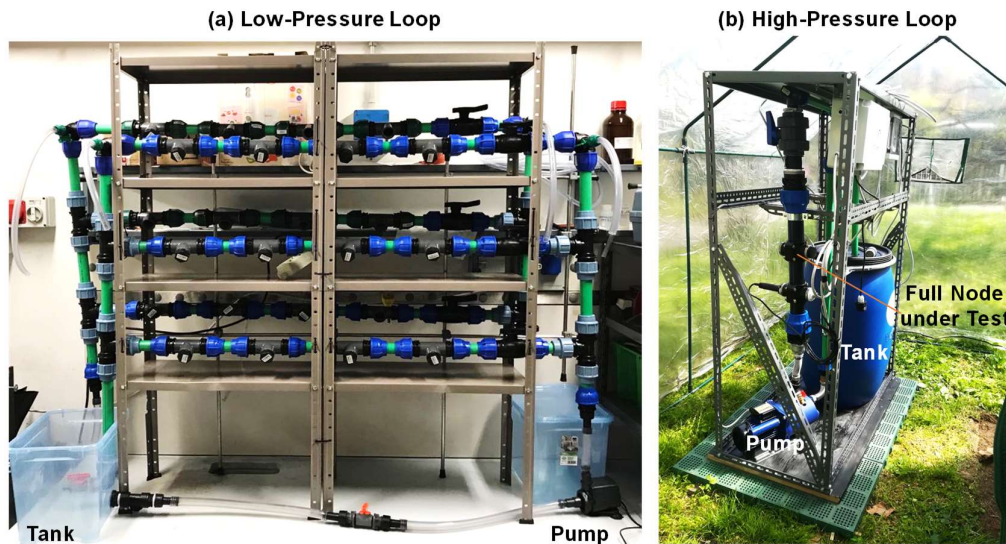 (a) Low-Pressure Loop
(b) High-Pressure Loop
Full Node
under Test
Tank
Pump
Tank
Pump